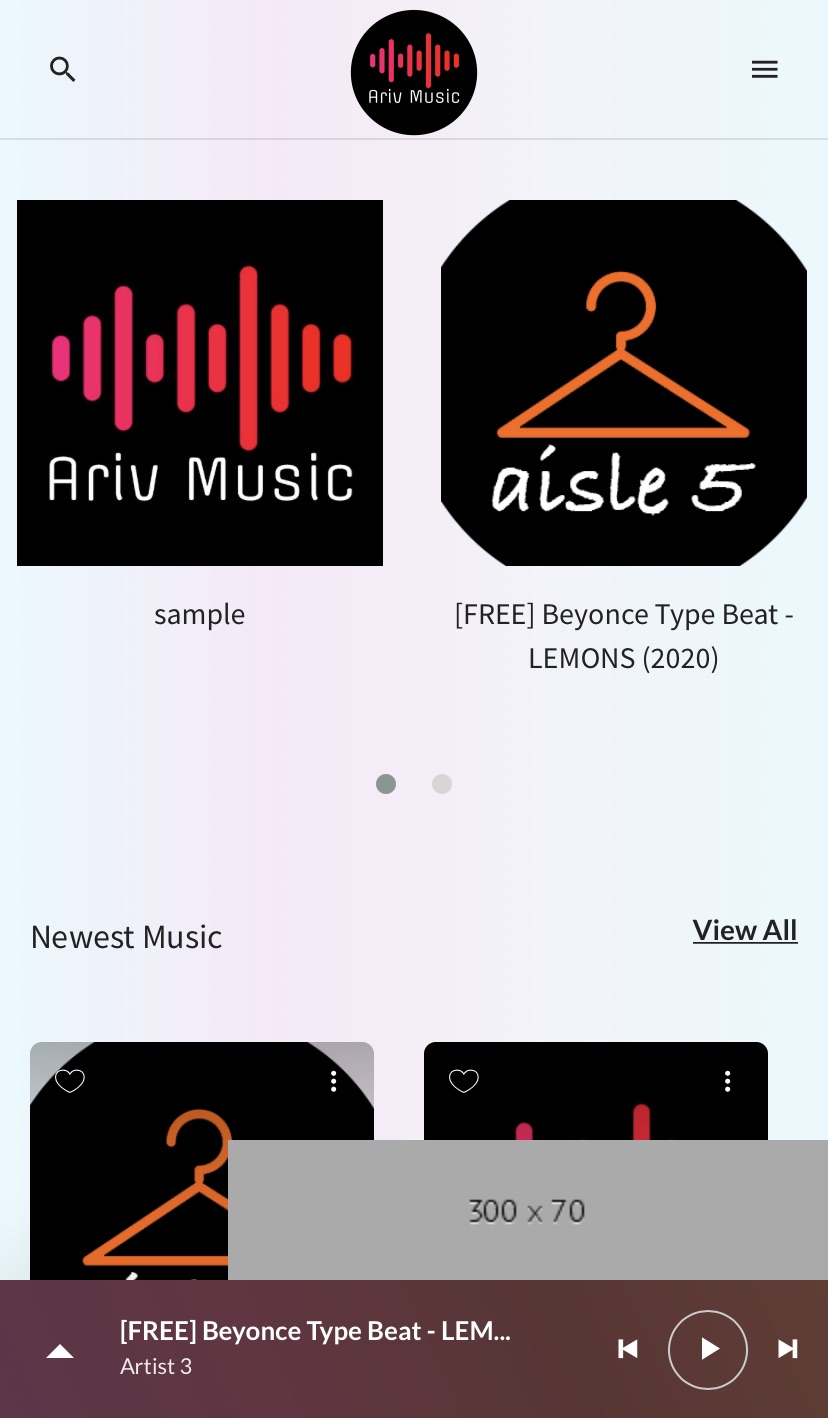 Ariv Music
Ariv Music
aisle 5
sample
[FREE] Beyonce Type Beat -
LEMONS (2020)
Newest Music
View All
300 x 70
[FREE] Beyonce Type Beat - LEM...
Artist 3